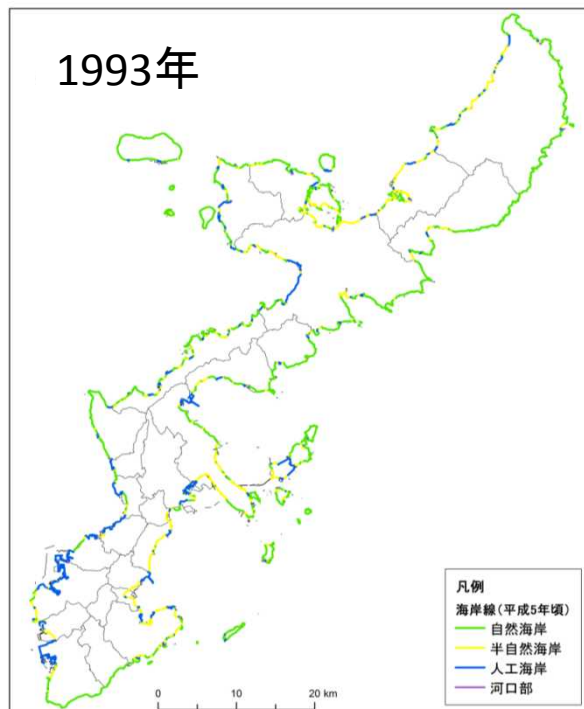 1993年
凡例
海岸線(平成5年頃)
自然海岸
半自然海岸
人工海岸
河口部
0 10 20 km